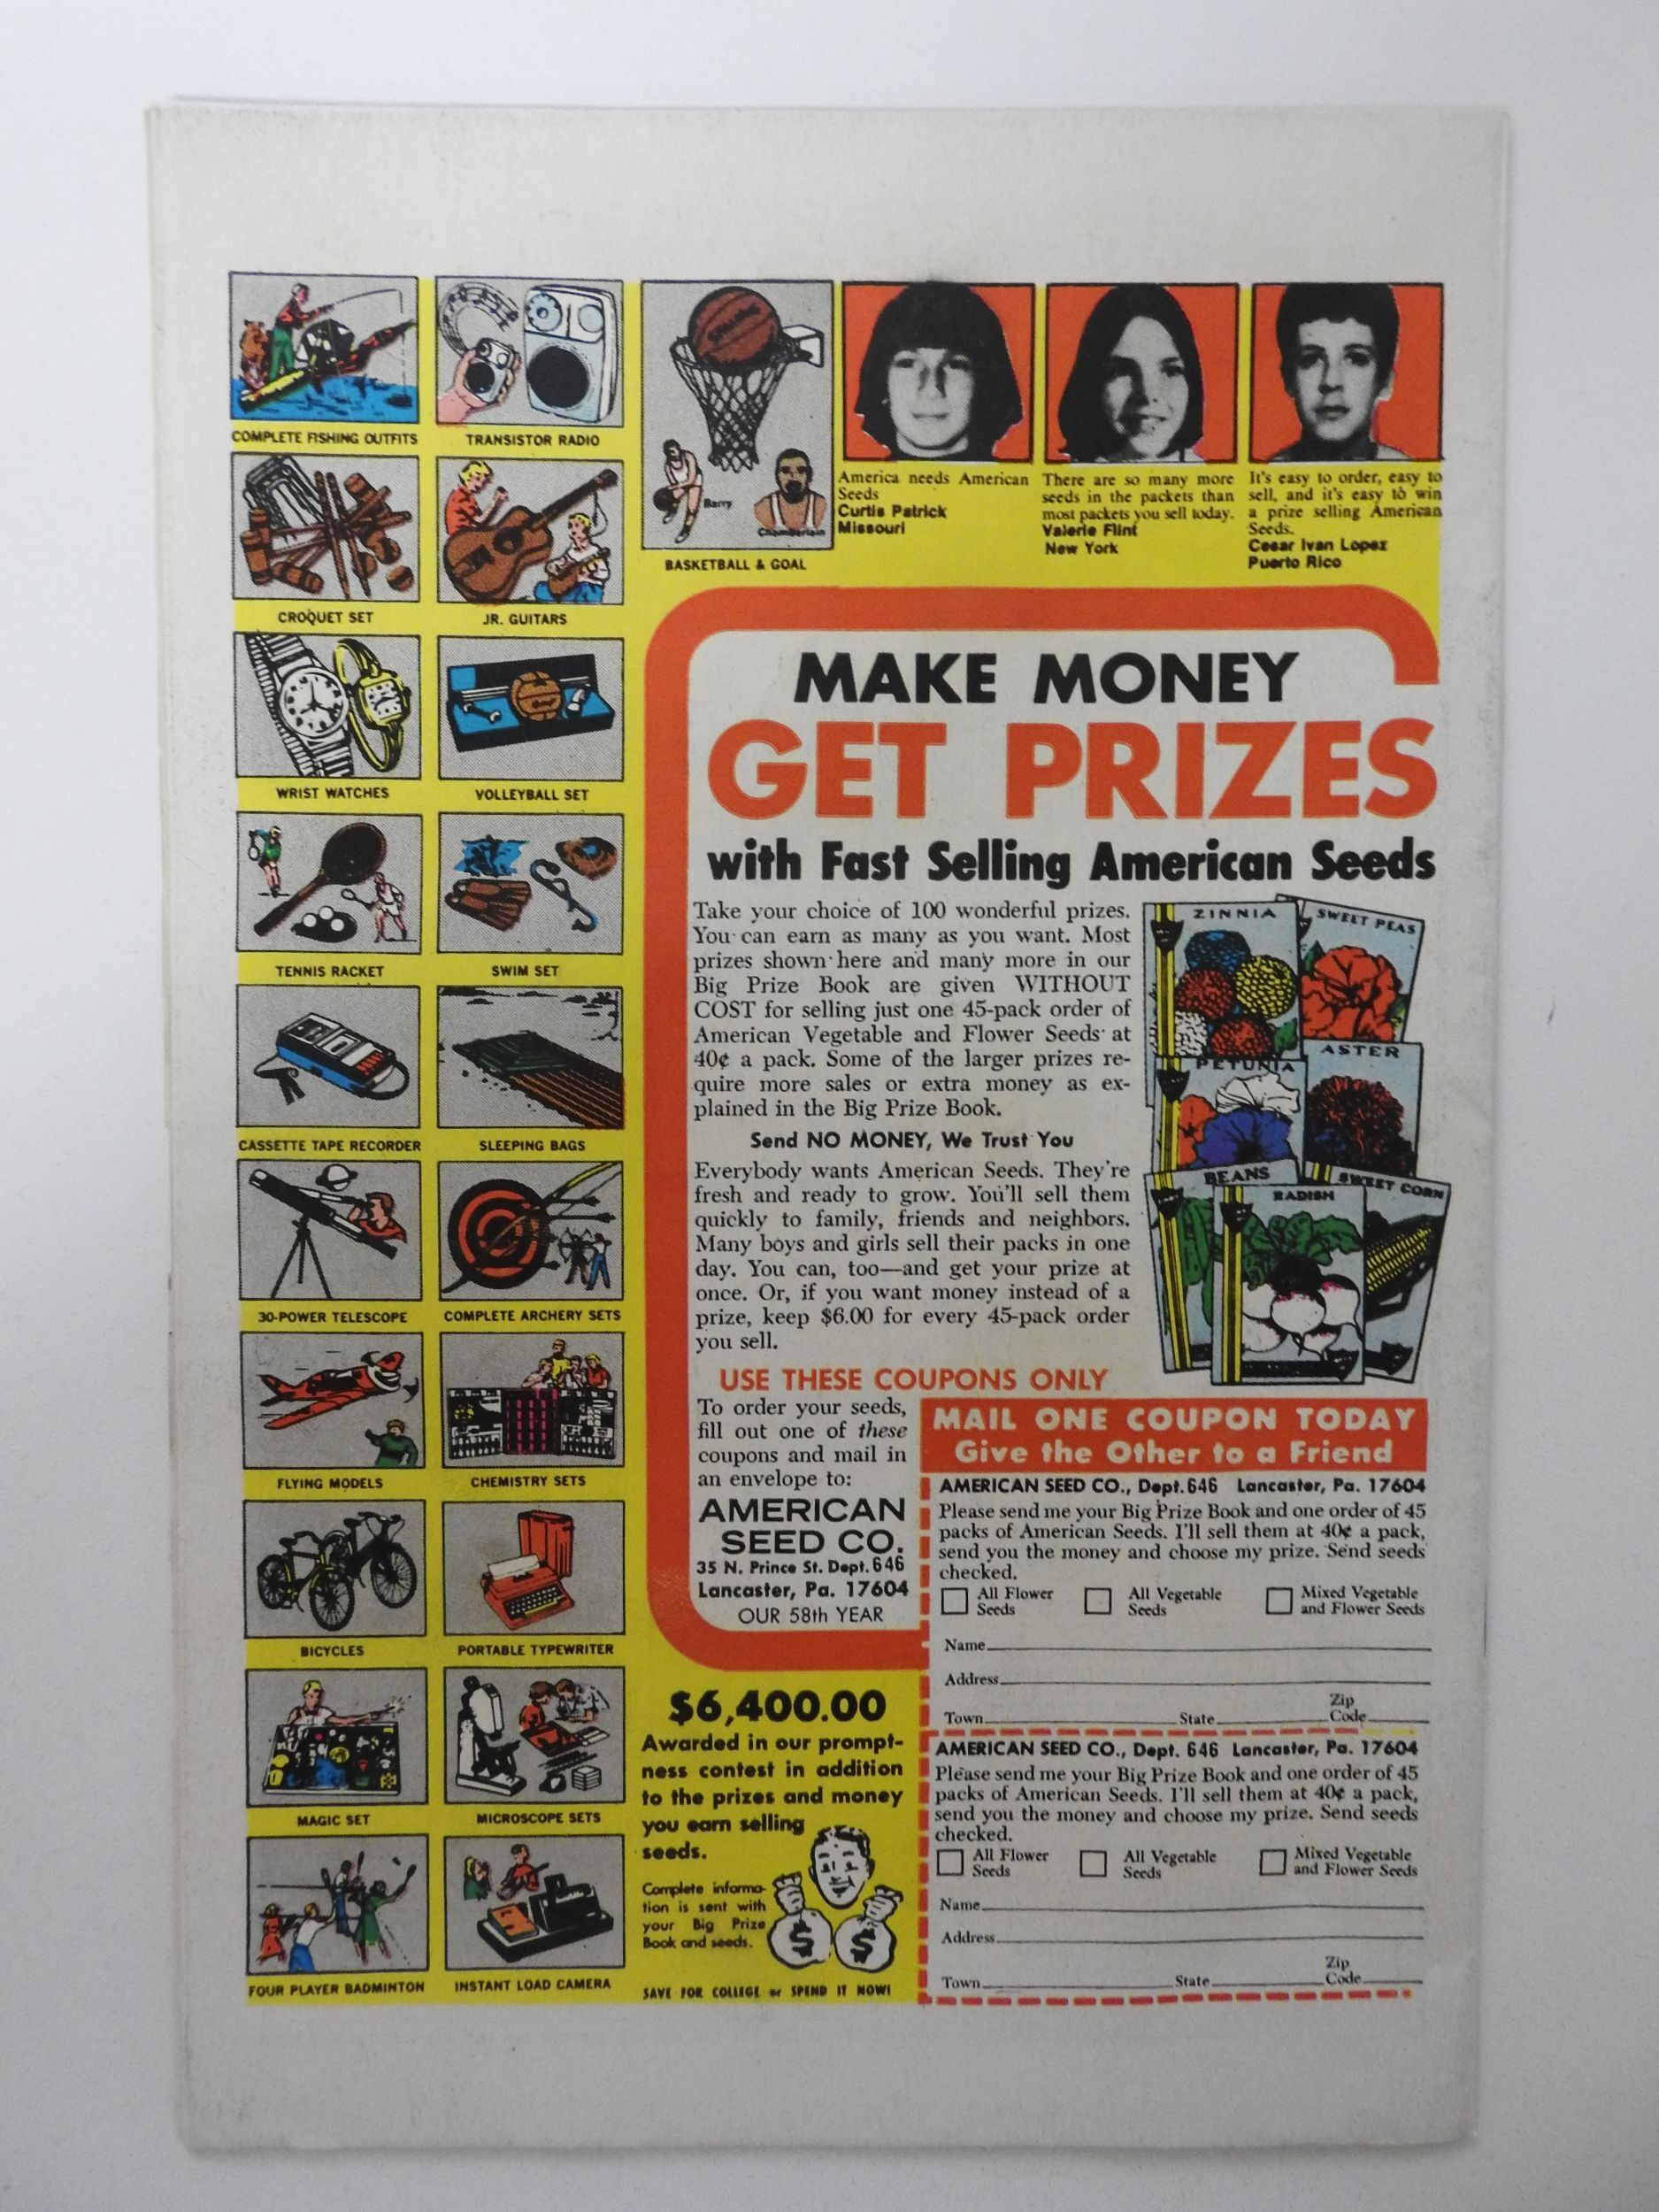 COMPLETE FISHING OUTFITS
TRANSISTOR RADIO
CROQUET SET
JR. GUITARS
WRIST WATCHES
VOLLEYBALL SET
TENNIS RACKET
SWIM SET
CASSETTE TAPE RECORDER
SLEEPING BAGS
30-POWER TELESCOPE
COMPLETE ARCHERY SETS
FLYING MODELS
CHEMISTRY SETS
BICYCLES
PORTABLE TYPEWRITER
MAGIC SET
MICROSCOPE SETS
FOUR PLAYER BADMINTON
INSTANT LOAD CAMERA
Barry
Chamberlain
BASKETBALL & GOAL
America needs American
Seeds
Curtis Patrick
Missouri
There are so many more
seeds in the packets than
most packets you sell today.
Valerie Flint
New York
It's easy to order, easy to
sell, and it's easy to win
a prize selling American
Seeds.
Cesar Ivan Lopez
Puerto Rico
MAKE MONEY
GET PRIZES
with Fast Selling American Seeds
Take your choice of 100 wonderful prizes.
You can earn as many as you want. Most
prizes shown here and many more in our
Big Prize Book are given WITHOUT
COST for selling just one 45-pack order of
American Vegetable and Flower Seeds at
40¢ a pack. Some of the larger prizes re-
quire more sales or extra money as ex-
plained in the Big Prize Book.
Send NO MONEY, We Trust You
Everybody wants American Seeds. They're
fresh and ready to grow. You'll sell them
quickly to family, friends and neighbors.
Many boys and girls sell their packs in one
day. You can, too—and get your prize at
once. Or, if you want money instead of a
prize, keep $6.00 for every 45-pack order
you sell.
ZINNIA
SWEET PEAS
PETUNIA
ASTER
BEANS
RADISH
SWEET CORN
USE THESE COUPONS ONLY
To order your seeds,
fill out one of these
coupons and mail in
an envelope to:
AMERICAN
SEED CO.
35 N. Prince St. Dept. 646
Lancaster, Pa. 17604
OUR 58th YEAR
MAIL ONE COUPON TODAY
Give the Other to a Friend
AMERICAN SEED CO., Dept. 646 Lancaster, Pa. 17604
Please send me your Big Prize Book and one order of 45
packs of American Seeds. I'll sell them at 40¢ a pack,
send you the money and choose my prize. Send seeds
checked.
All Flower
Seeds
All Vegetable
Seeds
Mixed Vegetable
and Flower Seeds
Name
Address
Town State Zip
Code
AMERICAN SEED CO., Dept. 646 Lancaster, Pa. 17604
Please send me your Big Prize Book and one order of 45
packs of American Seeds. I'll sell them at 40¢ a pack,
send you the money and choose my prize. Send seeds
checked.
All Flower
Seeds
All Vegetable
Seeds
Mixed Vegetable
and Flower Seeds
Name
Address
Town State Zip
Code
$6,400.00
Awarded in our prompt-
ness contest in addition
to the prizes and money
you earn selling
seeds.
Complete informa-
tion is sent with
your Big Prize
Book and seeds.
$ $
SAVE FOR COLLEGE or SPEND IT NOW!